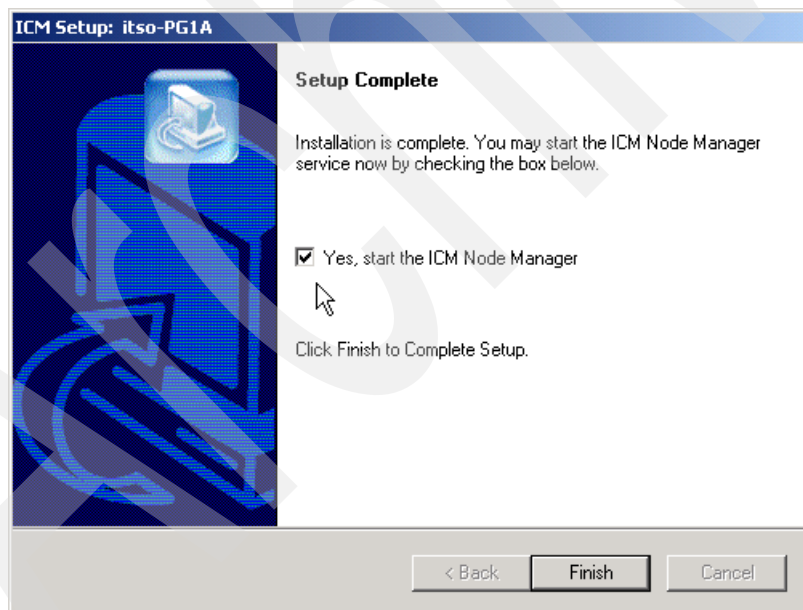 ICM Setup: itso-PG1A
Setup Complete
Installation is complete. You may start the ICM Node Manager
service now by checking the box below.
Yes, start the ICM Node Manager
Click Finish to Complete Setup.
< Back Finish Cancel